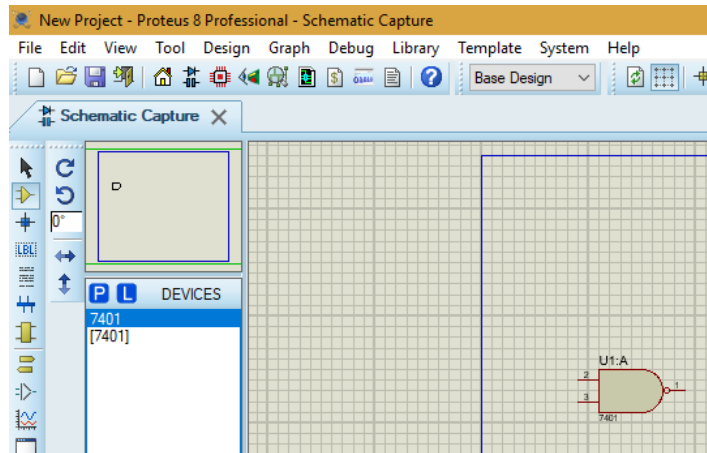 New Project - Proteus 8 Professional - Schematic Capture
File Edit View Tool Design Graph Debug Library Template System Help
$ ? Base Design
Schematic Capture
0°
LBL
P L DEVICES
7401
[7401]
U1:A
2
3
1
7401